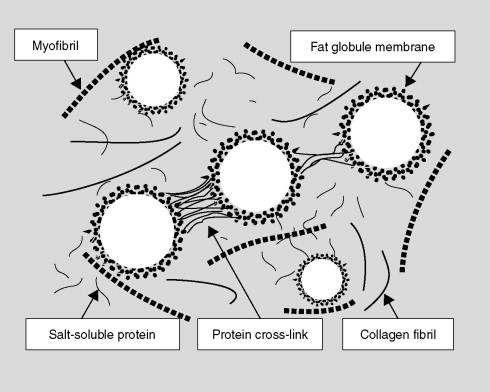 Myofibril
Fat globule membrane
Salt-soluble protein
Protein cross-link
Collagen fibril